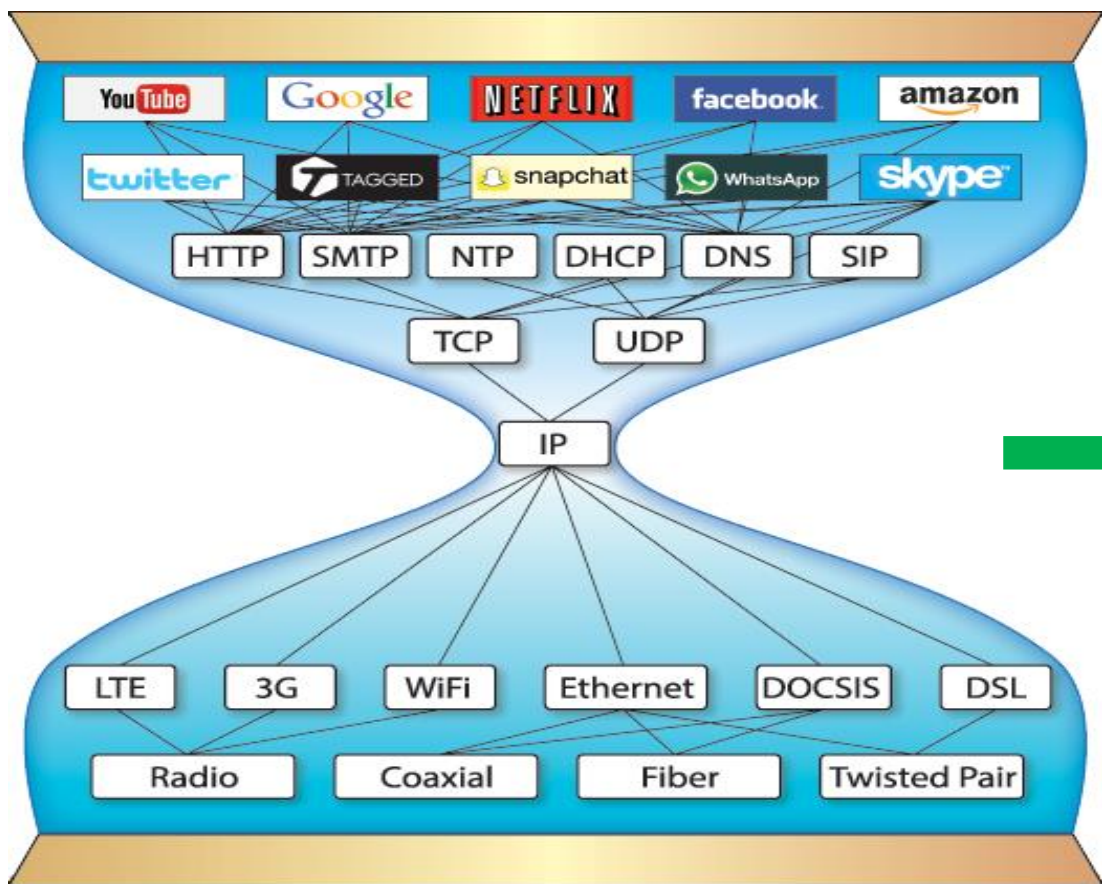 YouTube Google NETFLIX facebook amazon
twitter TAGGED snapchat WhatsApp skype
HTTP SMTP NTP DHCP DNS SIP
TCP UDP
IP
LTE 3G WiFi Ethernet DOCSIS DSL
Radio Coaxial Fiber Twisted Pair